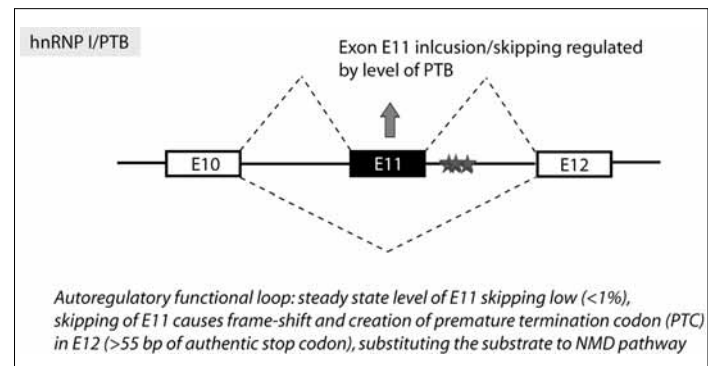 hnRNP I/PTB
Exon E11 inlcusion/skipping regulated
by level of PTB
E10
E11
E12
Autoregulatory functional loop: steady state level of E11 skipping low (<1%),
skipping of E11 causes frame-shift and creation of premature termination codon (PTC)
in E12 (>55 bp of authentic stop codon), substituting the substrate to NMD pathway